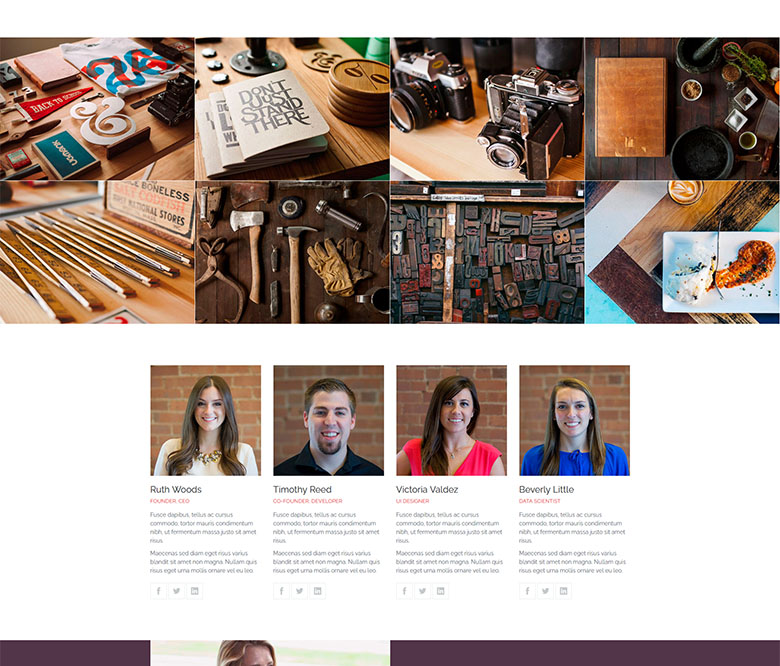 BACK TO SCHOOL
&
DON'T
JUST
STAND
THERE
%
BONELESS
SALT CODFISH
FIRST NATIONAL STORES
3
&
8
Ruth Woods
FOUNDER, CEO
Fusce dapibus, tellus ac cursus
commodo, tortor mauris condimentum
nibh, ut fermentum massa justo sit amet
risus.
Maecenas sed diam eget risus varius
blandit sit amet non magna. Nullam quis
risus eget urna mollis ornare vel eu leo.
Timothy Reed
CO-FOUNDER, DEVELOPER
Fusce dapibus, tellus ac cursus
commodo, tortor mauris condimentum
nibh, ut fermentum massa justo sit amet
risus.
Maecenas sed diam eget risus varius
blandit sit amet non magna. Nullam quis
risus eget urna mollis ornare vel eu leo.
Victoria Valdez
UI DESIGNER
Fusce dapibus, tellus ac cursus
commodo, tortor mauris condimentum
nibh, ut fermentum massa justo sit amet
risus.
Maecenas sed diam eget risus varius
blandit sit amet non magna. Nullam quis
risus eget urna mollis ornare vel eu leo.
Beverly Little
DATA SCIENTIST
Fusce dapibus, tellus ac cursus
commodo, tortor mauris condimentum
nibh, ut fermentum massa justo sit amet
risus.
Maecenas sed diam eget risus varius
blandit sit amet non magna. Nullam quis
risus eget urna mollis ornare vel eu leo.